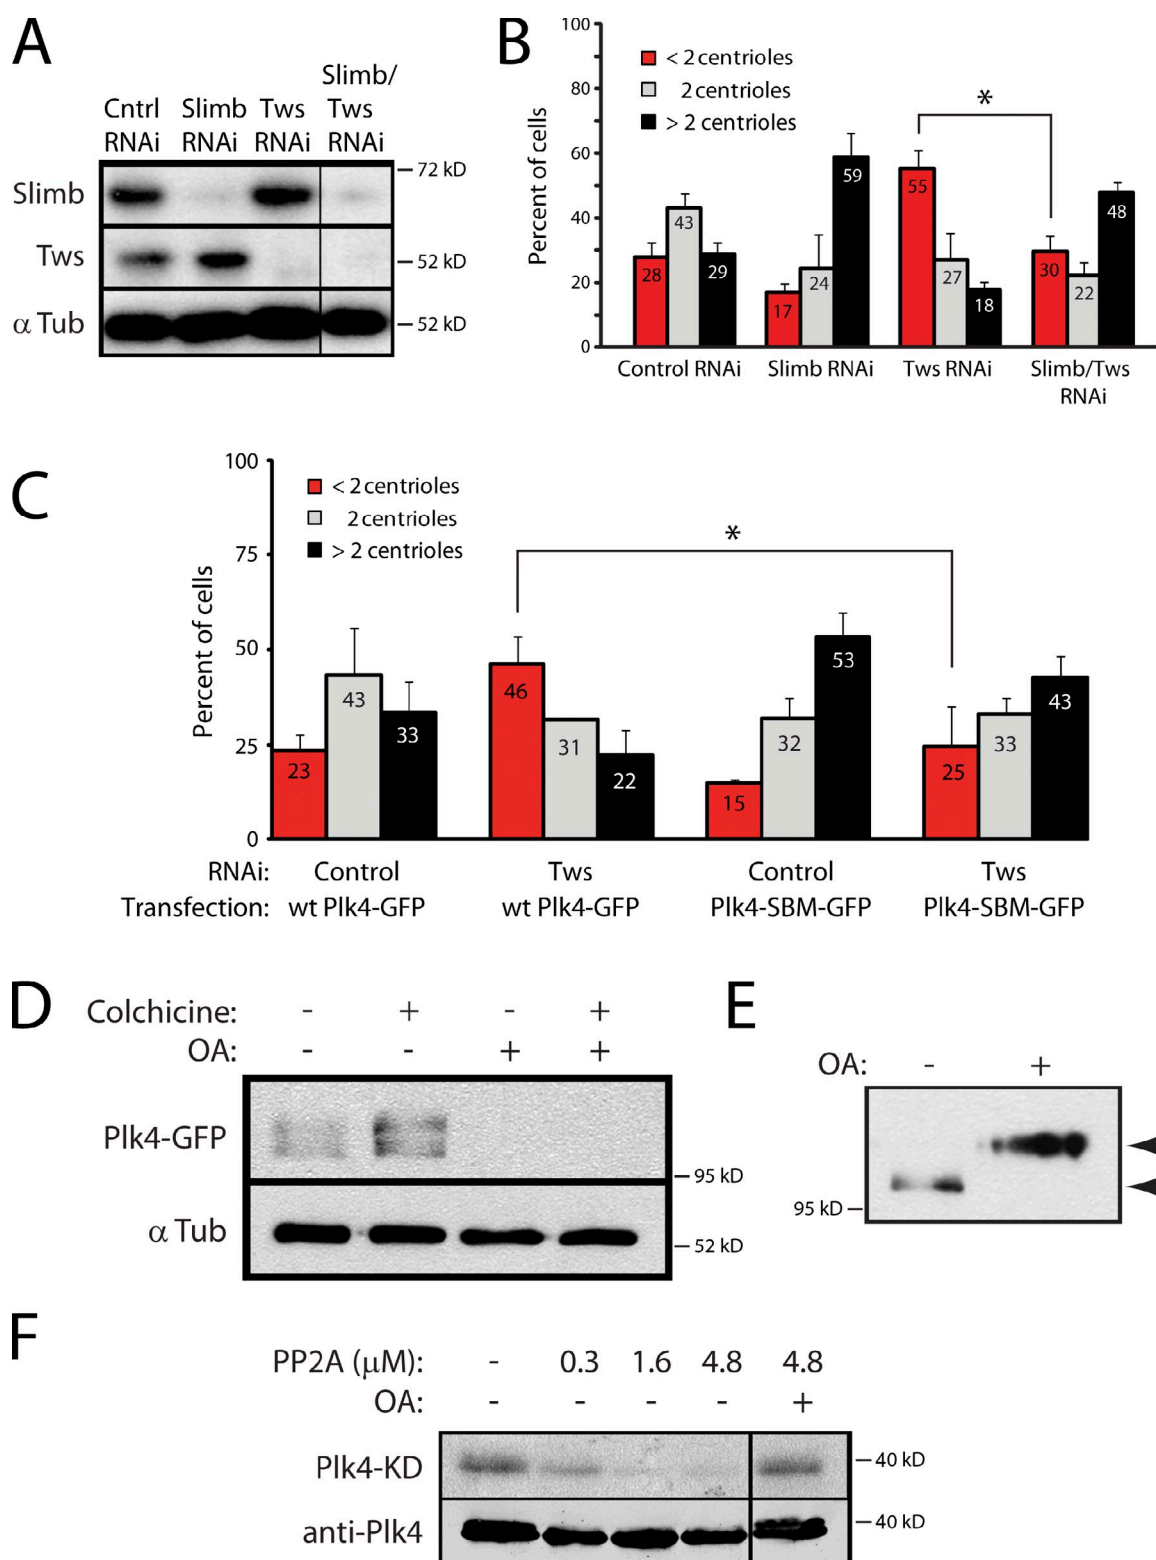 A
Cntrl RNAi
Slimb RNAi
Tws RNAi
Slimb/ Tws RNAi
Slimb
Tws
α Tub
72 kD
52 kD
52 kD
B
Percent of cells
100
80
60
40
20
0
< 2 centrioles
2 centrioles
> 2 centrioles
*
28 43 29
17 24 59
55 27 18
30 22 48
Control RNAi
Slimb RNAi
Tws RNAi
Slimb/Tws RNAi
C
Percent of cells
100
75
50
25
0
< 2 centrioles
2 centrioles
> 2 centrioles
*
23 43 33
46 31 22
15 32 53
25 33 43
RNAi: Control Tws Control Tws
Transfection: wt Plk4-GFP wt Plk4-GFP Plk4-SBM-GFP Plk4-SBM-GFP
D
Colchicine: - + - +
OA: - - + +
Plk4-GFP
95 kD
α Tub
52 kD
E
OA: - +
95 kD
F
PP2A (μM): - 0.3 1.6 4.8 4.8
OA: - - - - +
Plk4-KD
40 kD
anti-Plk4
40 kD